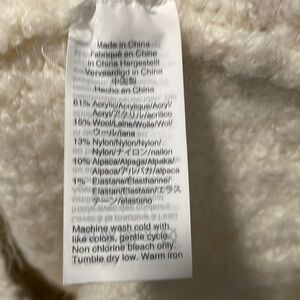 Made in China
Fabriqué en Chine
In China Hergestellt
Vervaardigd in China
中国製
Hecho en China
61% Acrylic/Acrylique/Acryl/
Acryl/アクリル/acrílico
15% Wool/Laine/Wolle/Wol/
ウール/lana
13% Nylon/Nylon/Nylon/
Nylon/ナイロン/nailon
10% Alpaca/Alpaga/Alpaka/
Alpaca/アルパカ/alpaca
1% Elastane/Élasthanne/
Elastan/Elastaan/エラス
テーン/elastano
Machine wash cold with
like colors, gentle cycle.
Non chlorine bleach only.
Tumble dry low. Warm iron